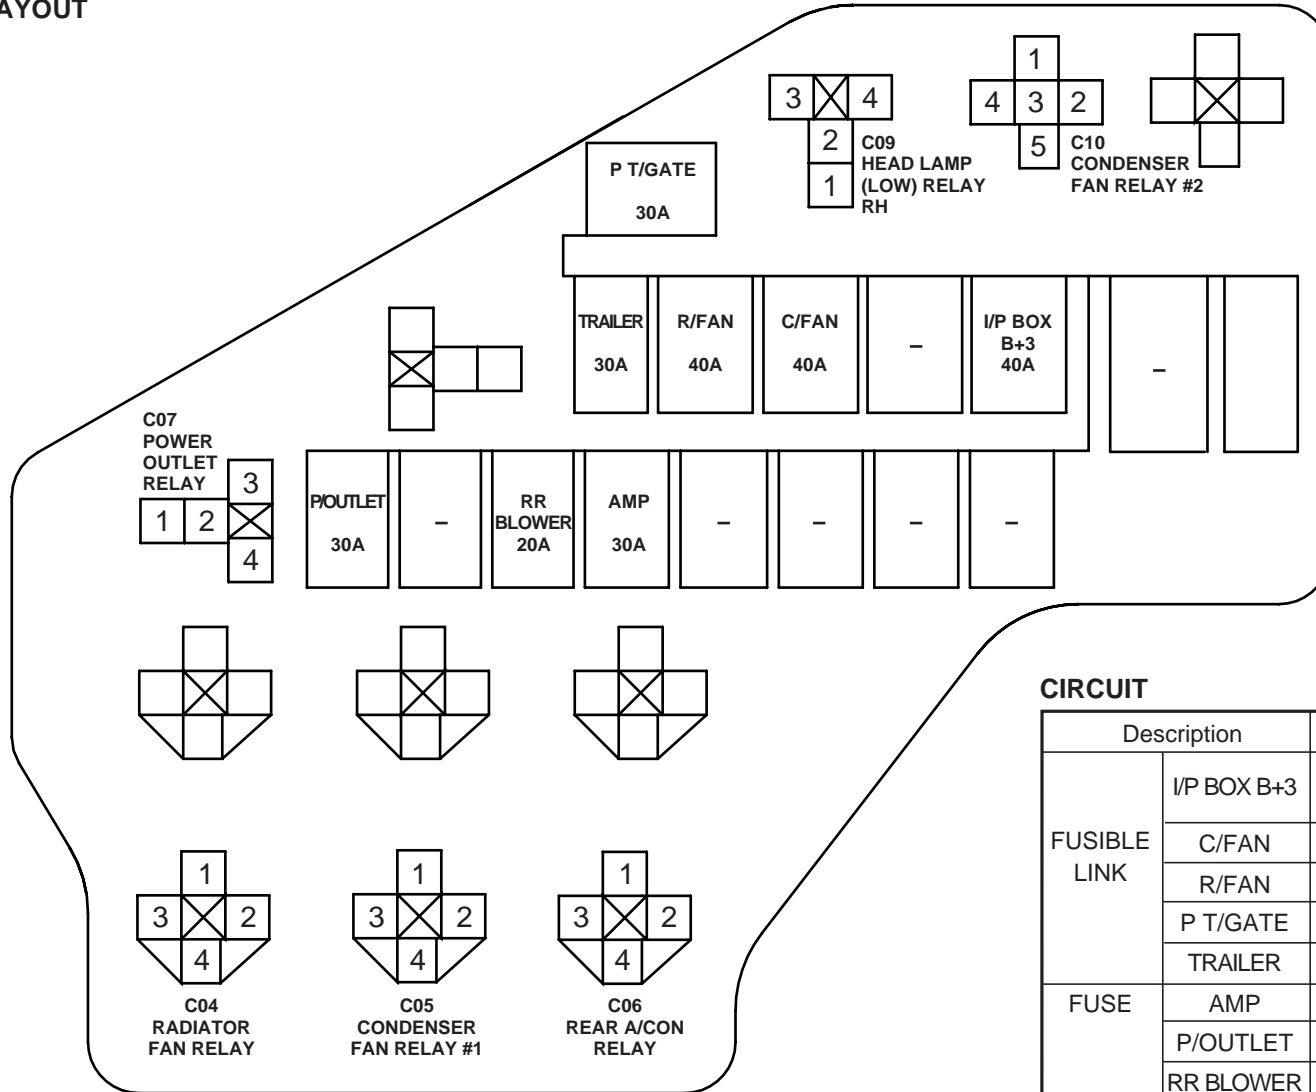 AYOUT
1
4 3 2
5
C10
CONDENSER
FAN RELAY #2
3 4
2
1
C09
HEAD LAMP
(LOW) RELAY
RH
P T/GATE
30A
TRAILER
30A
R/FAN
40A
C/FAN
40A
–
I/P BOX
B+3
40A
–
C07
POWER
OUTLET
RELAY
3
1 2
4
P/OUTLET
30A
–
RR
BLOWER
20A
AMP
30A
–
–
–
–
1
3 2
4
C04
RADIATOR
FAN RELAY
1
3 2
4
C05
CONDENSER
FAN RELAY #1
1
3 2
4
C06
REAR A/CON
RELAY
CIRCUIT
Description
FUSIBLE
LINK
I/P BOX B+3
C/FAN
R/FAN
P T/GATE
TRAILER
FUSE
AMP
P/OUTLET
RR BLOWER